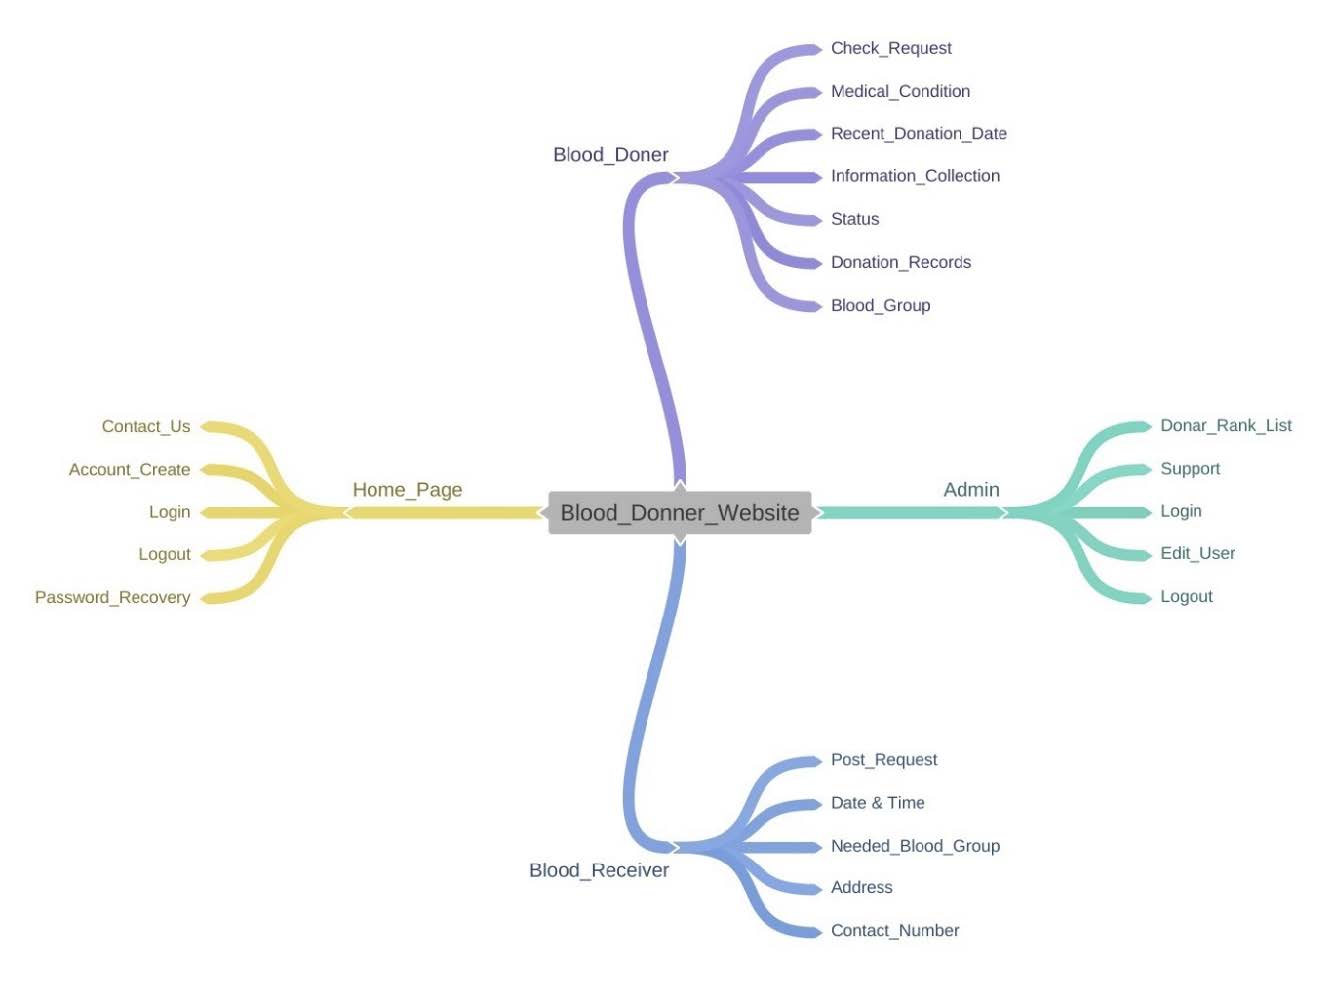 Check_Request
Medical_Condition
Recent_Donation_Date
Blood_Doner
Information_Collection
Status
Donation_Records
Blood_Group
Contact_Us
Account_Create
Login
Logout
Password_Recovery
Home_Page
Blood_Donner_Website
Admin
Donar_Rank_List
Support
Login
Edit_User
Logout
Post_Request
Date & Time
Needed_Blood_Group
Blood_Receiver
Address
Contact_Number